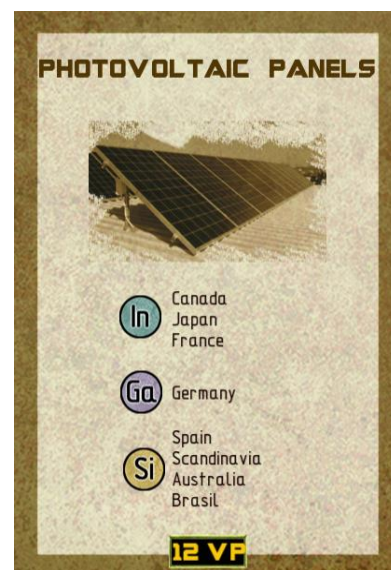 PHOTOVOLTAIC PANELS
In
Canada
Japan
France
Ga
Germany
Si
Spain
Scandinavia
Australia
Brasil
12 VP